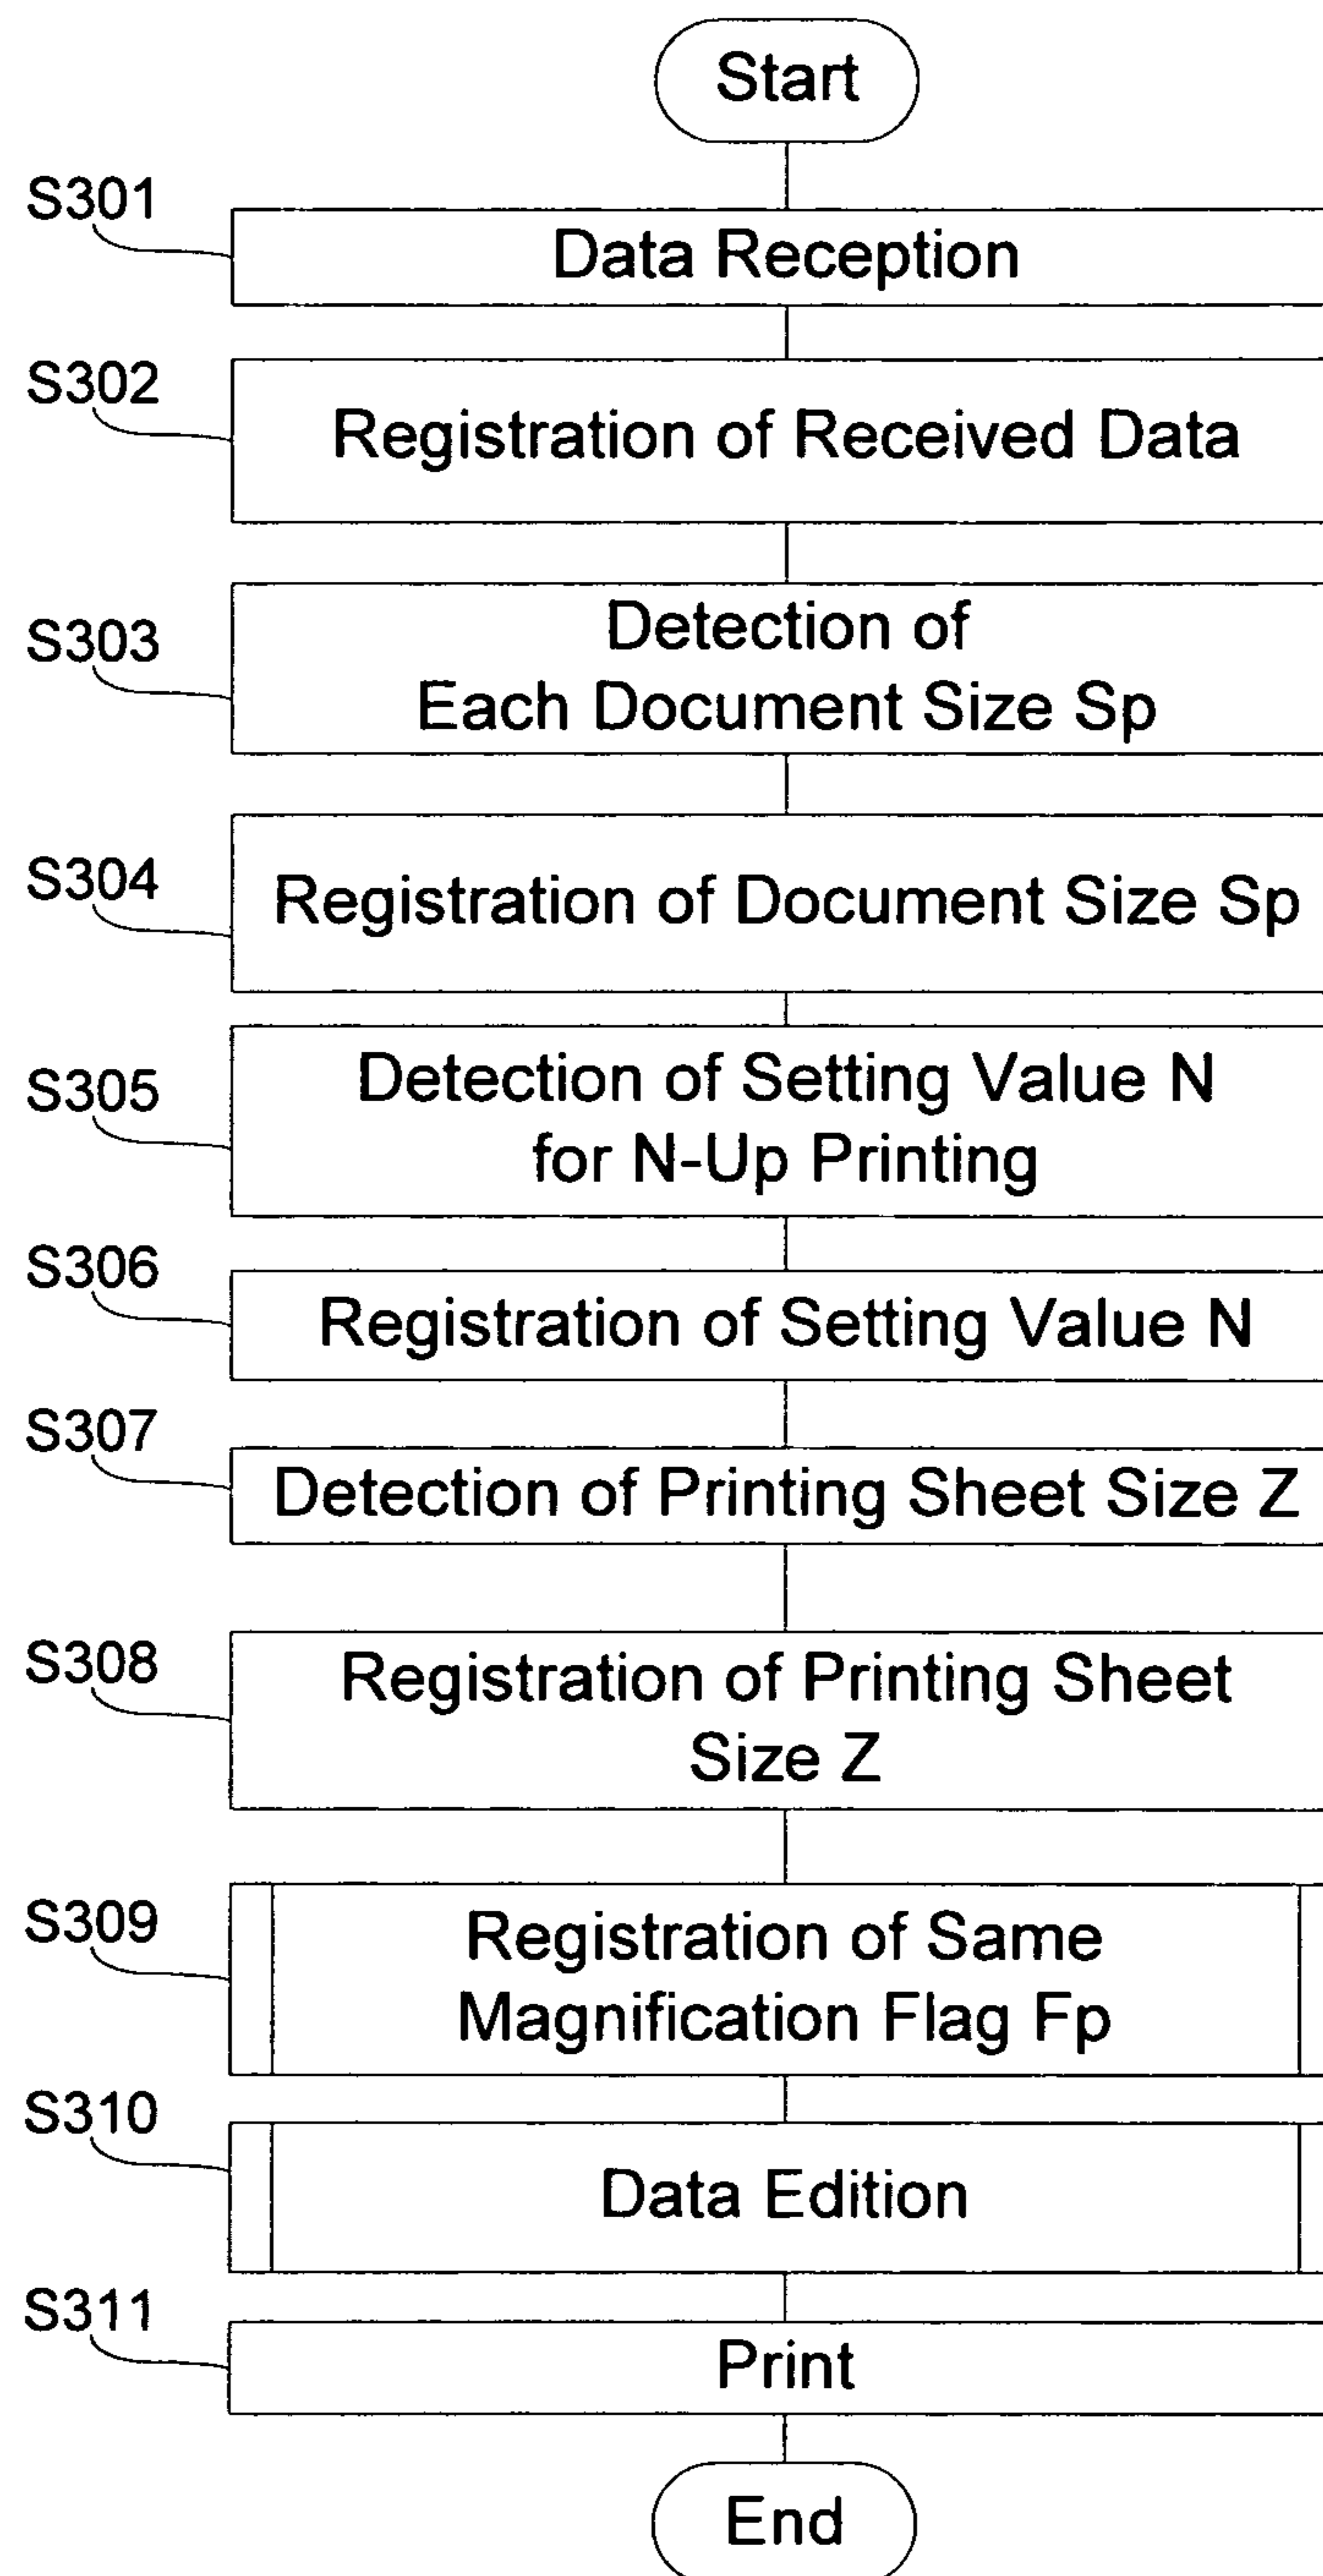 Start
S301
Data Reception
S302
Registration of Received Data
S303
Detection of
Each Document Size Sp
S304
Registration of Document Size Sp
S305
Detection of Setting Value N
for N-Up Printing
S306
Registration of Setting Value N
S307
Detection of Printing Sheet Size Z
S308
Registration of Printing Sheet
Size Z
S309
Registration of Same
Magnification Flag Fp
S310
Data Edition
S311
Print
End